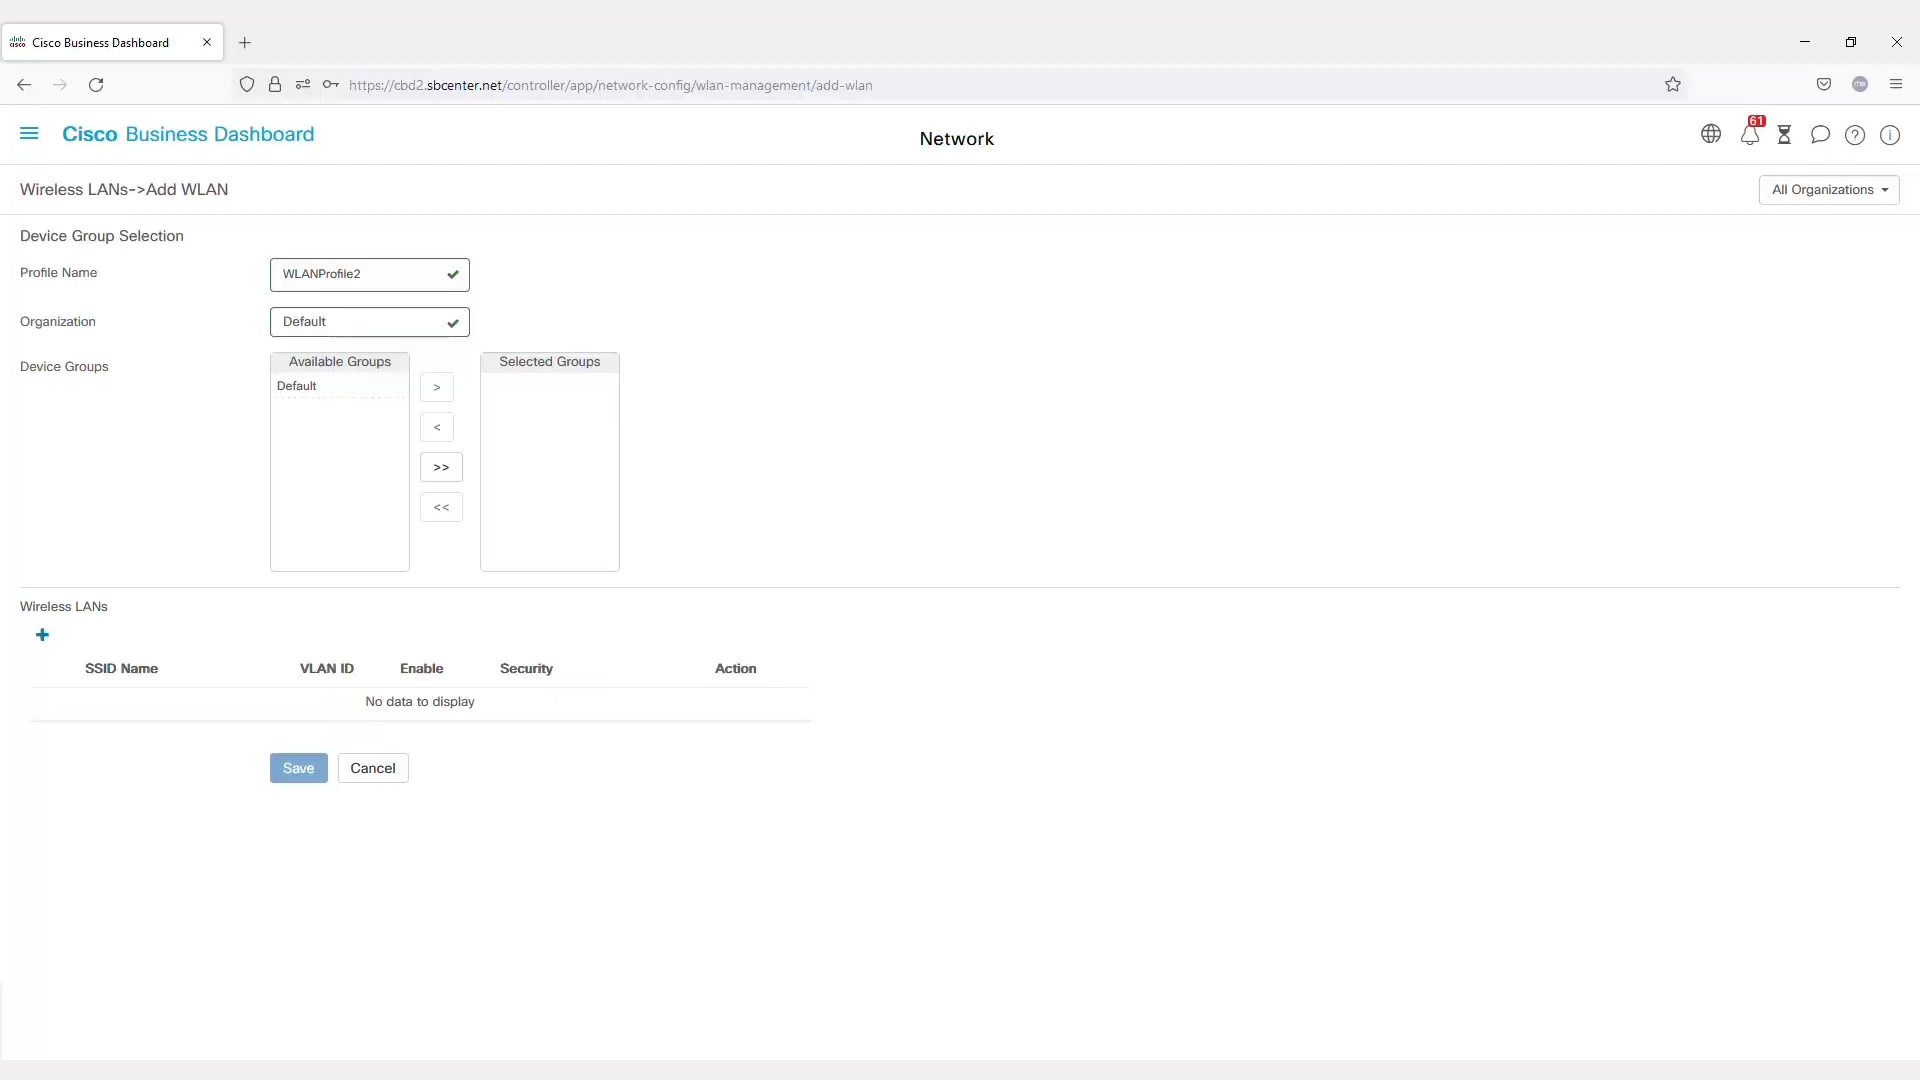 Cisco Business Dashboard
https://cbd2.sbcenter.net/controller/app/network-config/wlan-management/add-wlan
Cisco Business Dashboard
Network
61
Wireless LANs->Add WLAN
All Organizations
Device Group Selection
Profile Name
WLANProfile2
Organization
Default
Device Groups
Available Groups
Selected Groups
Default
>
<
>>
<<
Wireless LANs
SSID Name VLAN ID Enable Security Action
No data to display
Save Cancel